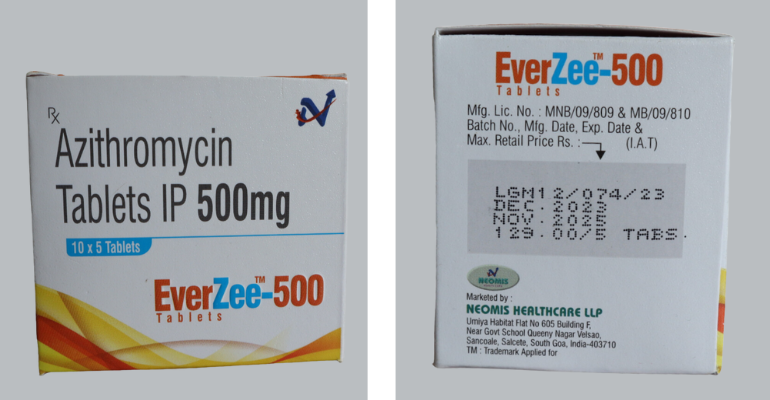 Rx
Azithromycin
Tablets IP 500mg
10 x 5 Tablets
EverZee™-500
Tablets
EverZee™-500
Tablets
Mfg. Lic. No. : MNB/09/809 & MB/09/810
Batch No., Mfg. Date, Exp. Date &
Max. Retail Price Rs. : (I.A.T)
LGM12/074/23
DEC. 2023
NOV. 2025
129.00/5 TABS.
NEOMIS
Marketed by :
NEOMIS HEALTHCARE LLP
Umiya Habitat Flat No 605 Building F,
Near Govt School Queeny Nagar Velsao,
Sancoale, Salcete, South Goa, India-403710
TM : Trademark Applied for